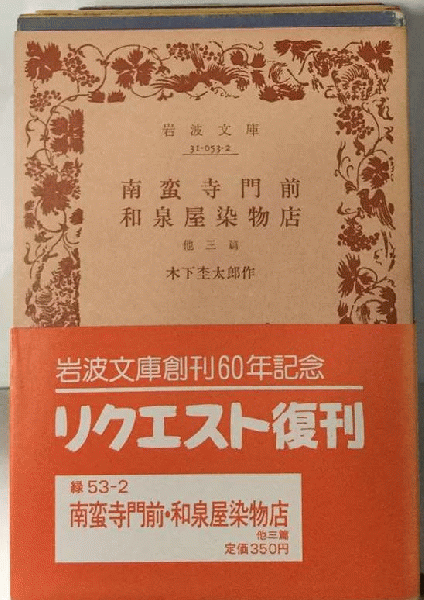 岩波文庫
31-053-2
南蛮寺門前
和泉屋染物店
他三篇
木下杢太郎作
岩波文庫創刊60年記念
リクエスト復刊
緑53-2
南蛮寺門前・和泉屋染物店
他三篇
定価350円